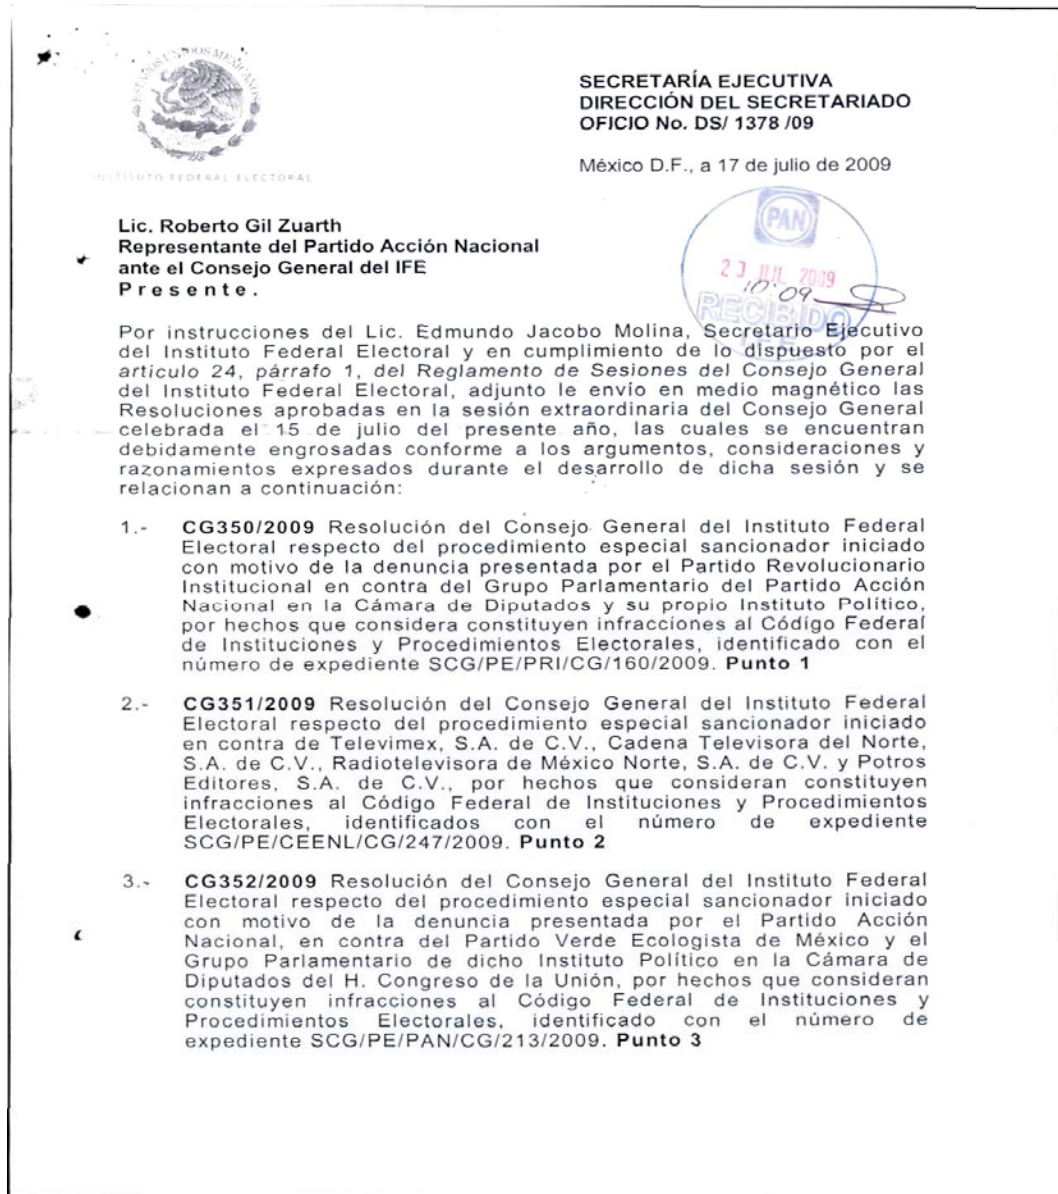 ESTADOS UNIDOS MEXICANOS
INSTITUTO FEDERAL ELECTORAL
SECRETARÍA EJECUTIVA
DIRECCIÓN DEL SECRETARIADO
OFICIO No. DS/ 1378 /09
México D.F., a 17 de julio de 2009
Lic. Roberto Gil Zuarth
Representante del Partido Acción Nacional
ante el Consejo General del IFE
P r e s e n t e .
PAN
JUL 2009
10:09
RECIBIDO
Por instrucciones del Lic. Edmundo Jacobo Molina, Secretario Ejecutivo
del Instituto Federal Electoral y en cumplimiento de lo dispuesto por el
artículo 24, párrafo 1, del Reglamento de Sesiones del Consejo General
del Instituto Federal Electoral, adjunto le envío en medio magnético las
Resoluciones aprobadas en la sesión extraordinaria del Consejo General
celebrada el 15 de julio del presente año, las cuales se encuentran
debidamente engrosadas conforme a los argumentos, consideraciones y
razonamientos expresados durante el desarrollo de dicha sesión y se
relacionan a continuación:
1.- CG350/2009 Resolución del Consejo General del Instituto Federal
Electoral respecto del procedimiento especial sancionador iniciado
con motivo de la denuncia presentada por el Partido Revolucionario
Institucional en contra del Grupo Parlamentario del Partido Acción
Nacional en la Cámara de Diputados y su propio Instituto Político,
por hechos que considera constituyen infracciones al Código Federal
de Instituciones y Procedimientos Electorales, identificado con el
número de expediente SCG/PE/PRI/CG/160/2009. Punto 1
2.- CG351/2009 Resolución del Consejo General del Instituto Federal
Electoral respecto del procedimiento especial sancionador iniciado
en contra de Televimex, S.A. de C.V., Cadena Televisora del Norte,
S.A. de C.V., Radiotelevisora de México Norte, S.A. de C.V. y Potros
Editores, S.A. de C.V., por hechos que consideran constituyen
infracciones al Código Federal de Instituciones y Procedimientos
Electorales, identificados con el número de expediente
SCG/PE/CEENL/CG/247/2009. Punto 2
3.- CG352/2009 Resolución del Consejo General del Instituto Federal
Electoral respecto del procedimiento especial sancionador iniciado
con motivo de la denuncia presentada por el Partido Acción
Nacional, en contra del Partido Verde Ecologista de México y el
Grupo Parlamentario de dicho Instituto Político en la Cámara de
Diputados del H. Congreso de la Unión, por hechos que consideran
constituyen infracciones al Código Federal de Instituciones y
Procedimientos Electorales, identificado con el número de
expediente SCG/PE/PAN/CG/213/2009. Punto 3